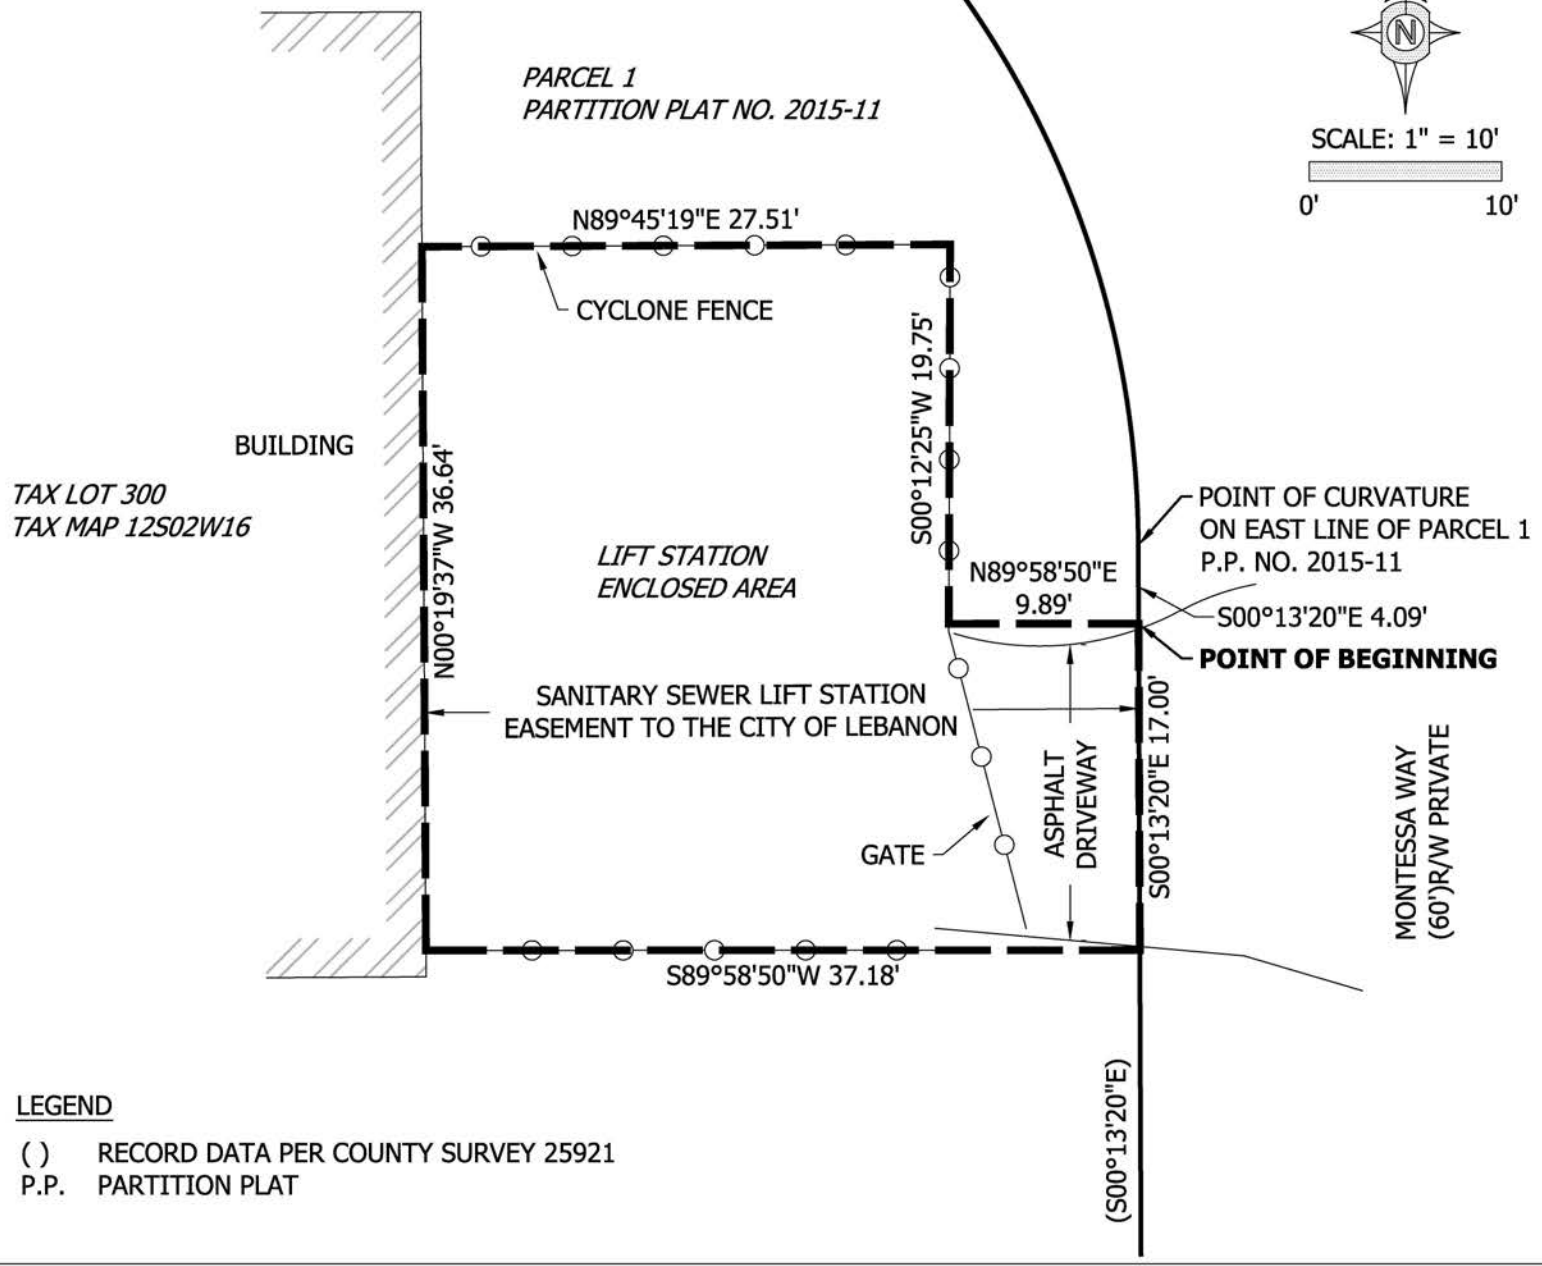 N
SCALE: 1" = 10'
0' 10'
PARCEL 1
PARTITION PLAT NO. 2015-11
N89°45'19"E 27.51'
CYCLONE FENCE
S00°12'25"W 19.75'
BUILDING
TAX LOT 300
TAX MAP 12S02W16
N00°19'37"W 36.64'
LIFT STATION
ENCLOSED AREA
N89°58'50"E
9.89'
POINT OF CURVATURE
ON EAST LINE OF PARCEL 1
P.P. NO. 2015-11
S00°13'20"E 4.09'
POINT OF BEGINNING
SANITARY SEWER LIFT STATION
EASEMENT TO THE CITY OF LEBANON
GATE
ASPHALT
DRIVEWAY
S00°13'20"E 17.00'
MONTESSA WAY
(60')R/W PRIVATE
S89°58'50"W 37.18'
(S00°13'20"E)
LEGEND
( ) RECORD DATA PER COUNTY SURVEY 25921
P.P. PARTITION PLAT